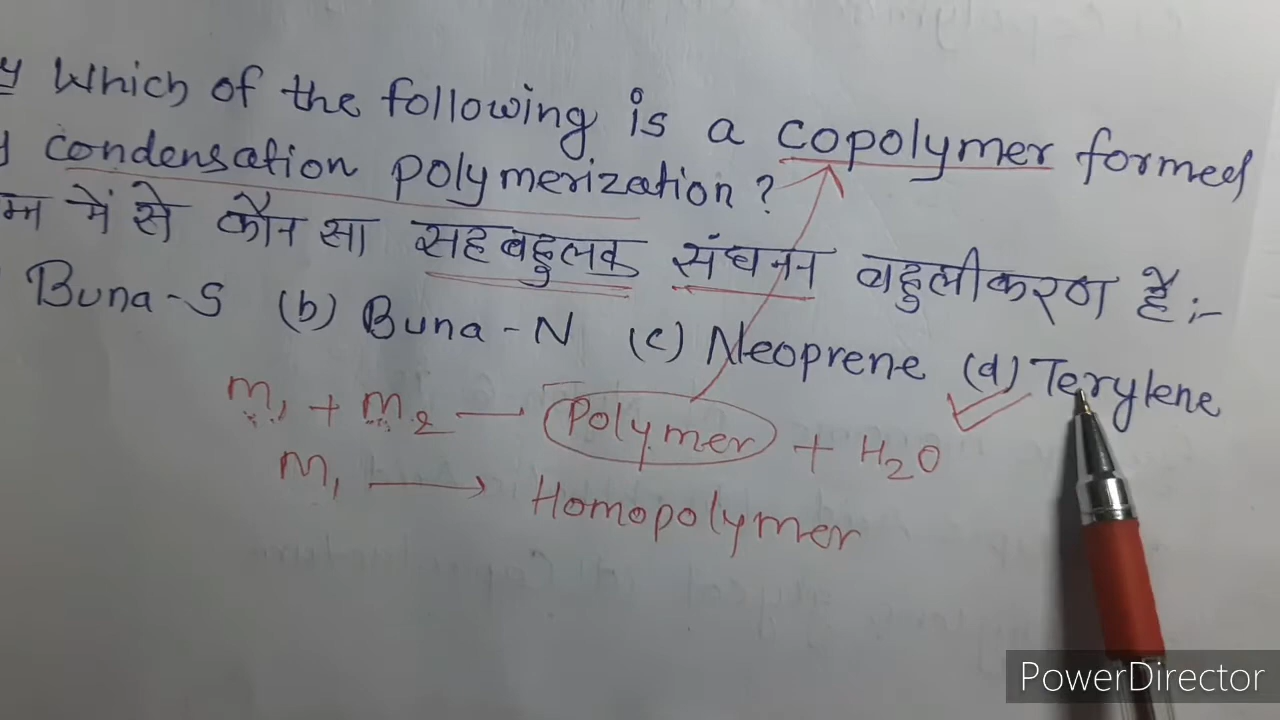 Which of the following is a copolymer formed
condensation polymerization?
में से कौन सा सहबहुलक संघनन बहुलीकरण है :-
Buna-S (b) Buna-N (c) Neoprene (d) Terylene
m1 + m2 → Polymer + H2O
m1 → Homopolymer
PowerDirector